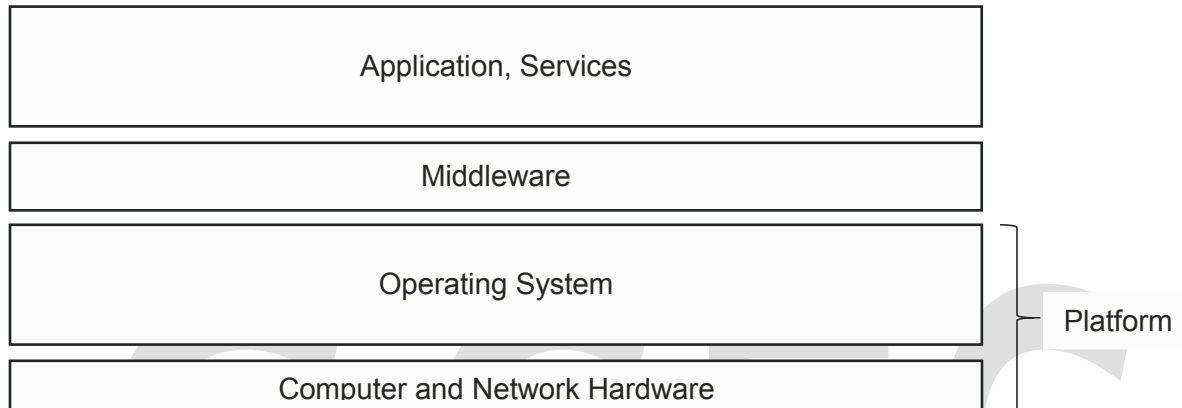 Application, Services
Middleware
Operating System
Platform
Computer and Network Hardware